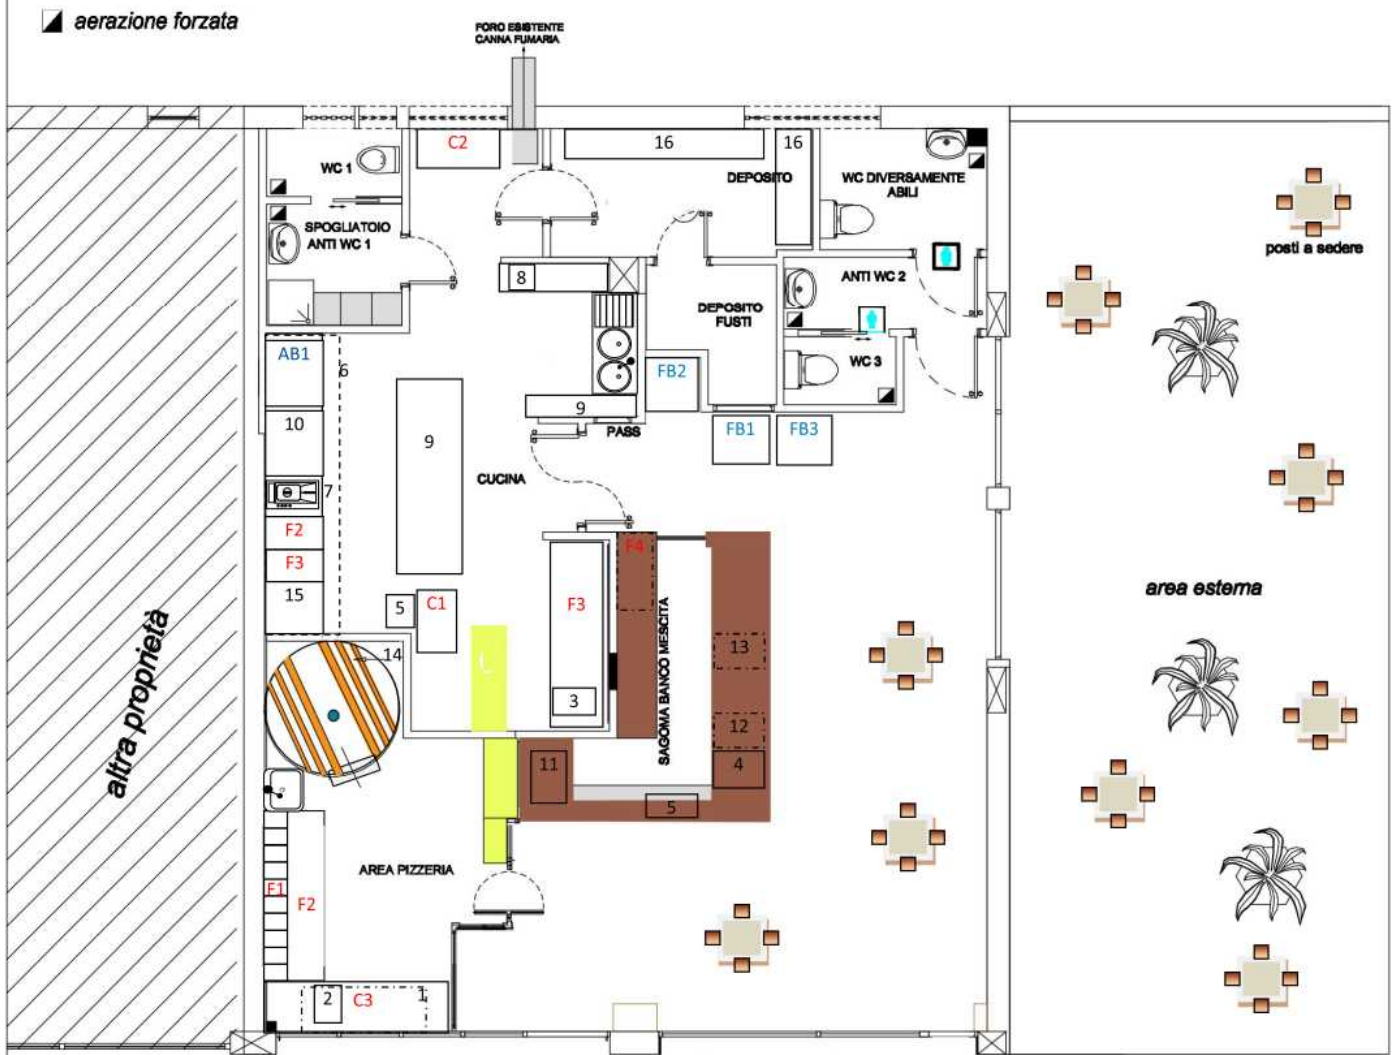 aerazione forzata
FORO ESISTENTE
CANNA FUMARIA
C2
16
16
WC 1
DEPOSITO
WC DIVERSAMENTE
ABILI
SPOGLIATOIO
ANTI WC 1
posti a sedere
8
ANTI WC 2
DEPOSITO
FUSTI
AB1
6
WC 3
FB2
9
10
9
PASS
FB1
FB3
CUCINA
7
F2
F4
F3
15
5
C1
F3
area esterna
13
14
SAGOMA BANCO MESCITA
altra proprietà
3
12
11
4
5
AREA PIZZERIA
F1
F2
2
C3
1